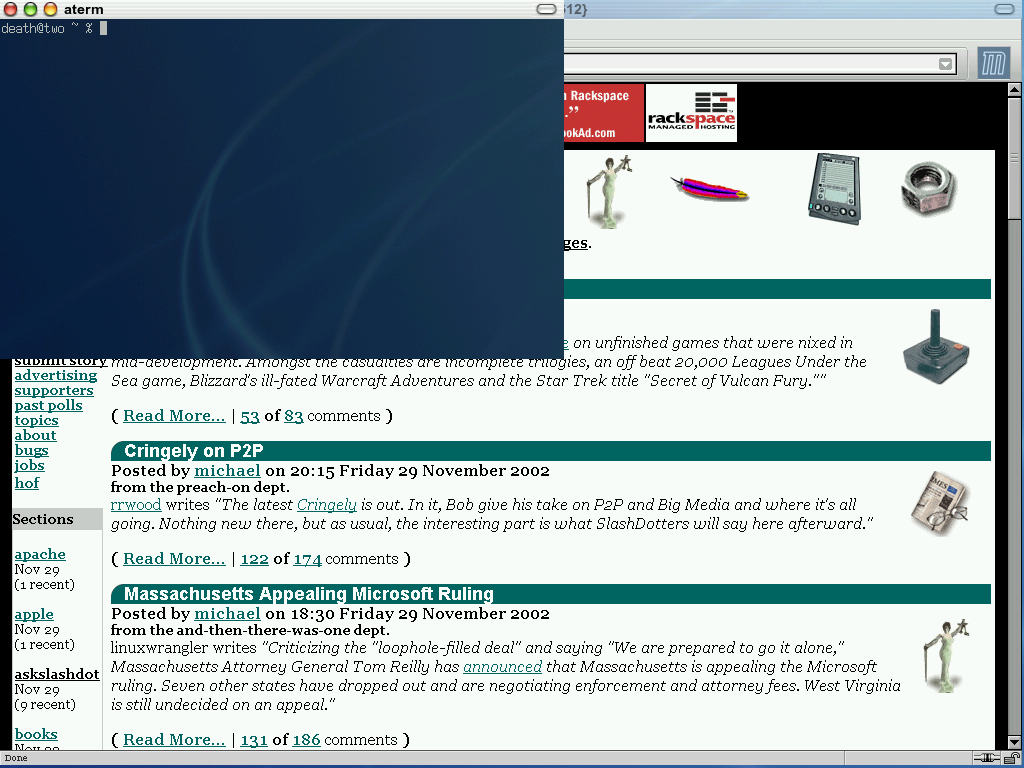 aterm
512}
death@two ~ %
n Rackspace
.”
okAd.com
rackspace
MANAGED HOSTING
ges.
e on unfinished games that were nixed in
submit story
mid-development. Amongst the casualties are incomplete trilogies, an off beat 20,000 Leagues Under the
Sea game, Blizzard's ill-fated Warcraft Adventures and the Star Trek title "Secret of Vulcan Fury.""
advertising
supporters
past polls
topics
about
bugs
jobs
hof
( Read More... | 53 of 83 comments )
Cringely on P2P
Posted by michael on 20:15 Friday 29 November 2002
from the preach-on dept.
rrwood writes "The latest Cringely is out. In it, Bob give his take on P2P and Big Media and where it's all
going. Nothing new there, but as usual, the interesting part is what SlashDotters will say here afterward."
( Read More... | 122 of 174 comments )
Sections
apache
Nov 29
(1 recent)
apple
Nov 29
(1 recent)
askslashdot
Nov 29
(9 recent)
books
Nov 29
Massachusetts Appealing Microsoft Ruling
Posted by michael on 18:30 Friday 29 November 2002
from the and-then-there-was-one dept.
linuxwrangler writes "Criticizing the "loophole-filled deal" and saying "We are prepared to go it alone,"
Massachusetts Attorney General Tom Reilly has announced that Massachusetts is appealing the Microsoft
ruling. Seven other states have dropped out and are negotiating enforcement and attorney fees. West Virginia
is still undecided on an appeal."
( Read More... | 131 of 186 comments )
Done